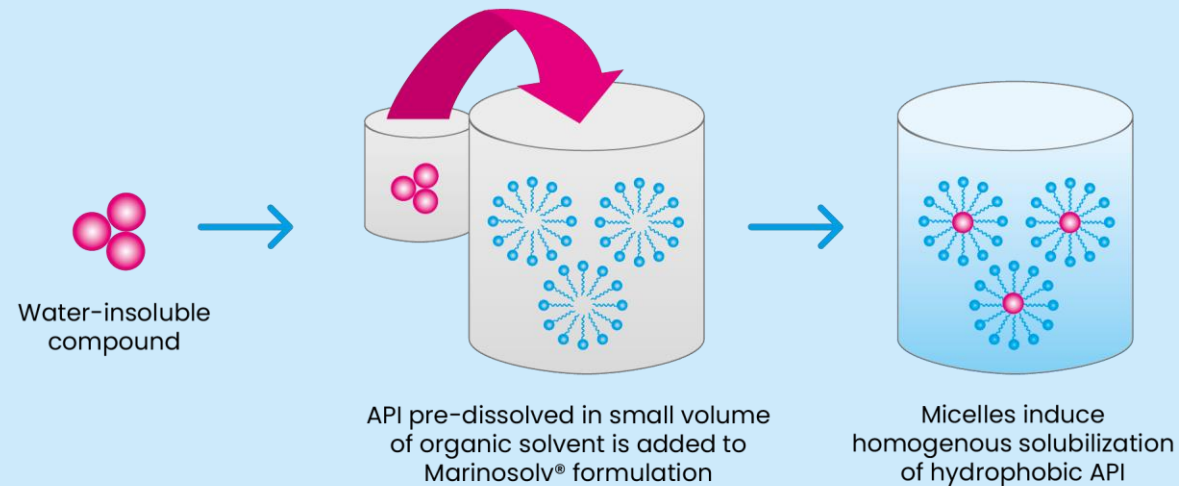 Water-insoluble
compound
API pre-dissolved in small volume
of organic solvent is added to
Marinosolv® formulation
Micelles induce
homogenous solubilization
of hydrophobic API